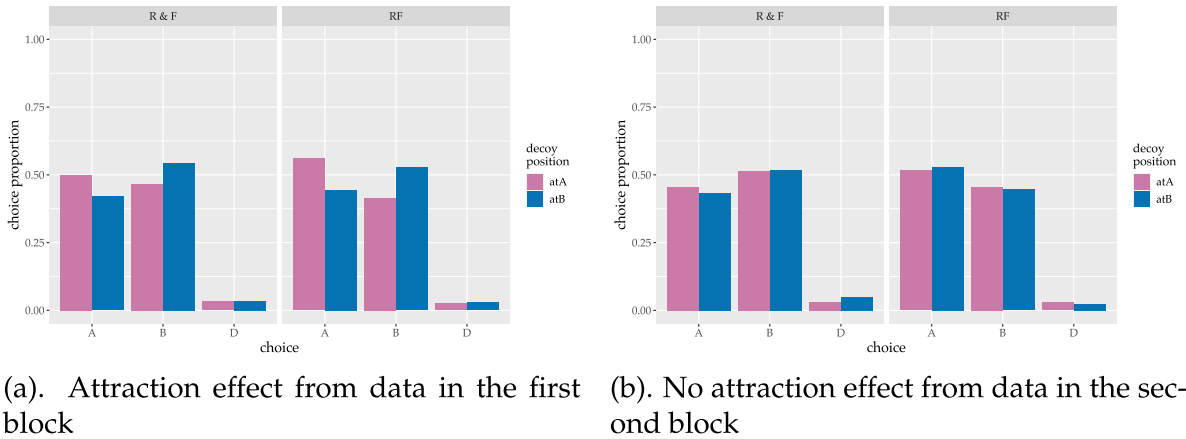 R & F
RF
1.00
0.75
0.50
0.25
0.00
choice proportion
A
B
D
A
B
D
choice
decoy
position
atA
atB
(a). Attraction effect from data in the first
block
R & F
RF
1.00
0.75
0.50
0.25
0.00
choice proportion
A
B
D
A
B
D
choice
decoy
position
atA
atB
(b). No attraction effect from data in the sec-
ond block